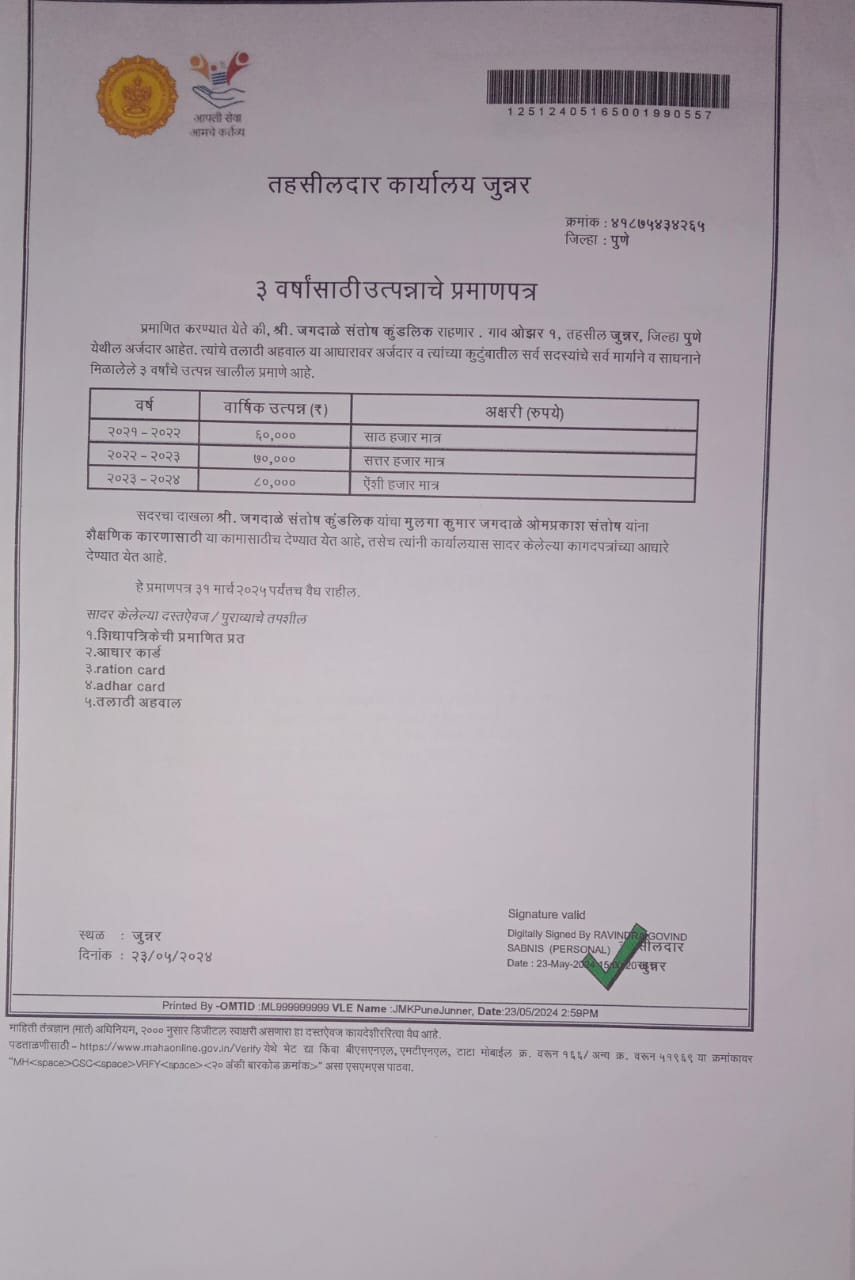 आपली सेवा
आमचे कर्तव्य
12512405165001990557
तहसीलदार कार्यालय जुन्नर
क्रमांक : ४१८७५४३४२६५
जिल्हा : पुणे
३ वर्षांसाठी उत्पन्नाचे प्रमाणपत्र
प्रमाणित करण्यात येते की, श्री. जगदाळे संतोष कुंडलिक राहणार . गाव ओझर १, तहसील जुन्नर, जिल्हा पुणे
येथील अर्जदार आहेत. त्यांचे तलाठी अहवाल या आधारावर अर्जदार व त्यांच्या कुटुंबातील सर्व सदस्यांचे सर्व मार्गाने व साधनाने
मिळालेले ३ वर्षाचे उत्पन्न खालील प्रमाणे आहे.
वर्ष वार्षिक उत्पन्न (₹) अक्षरी (रुपये)
२०२१ – २०२२ ६०,००० साठ हजार मात्र
२०२२ – २०२३ ७०,००० सत्तर हजार मात्र
२०२३ – २०२४ ८०,००० ऐंशी हजार मात्र
सदरचा दाखला श्री. जगदाळे संतोष कुंडलिक यांचा मुलगा कुमार जगदाळे ओमप्रकाश संतोष यांना
शैक्षणिक कारणासाठी या कामासाठीच देण्यात येत आहे, तसेच त्यांनी कार्यालयास सादर केलेल्या कागदपत्रांच्या आधारे
देण्यात येत आहे.
हे प्रमाणपत्र ३१ मार्च २०२५ पर्यंतच वैध राहील.
सादर केलेल्या दस्तऐवज / पुराव्याचे तपशील
१.शिधापत्रिकेची प्रमाणित प्रत
२.आधार कार्ड
३.ration card
४.adhar card
५.तलाठी अहवाल
Signature valid
Digitally Signed By RAVINDRA GOVIND
SABNIS (PERSONAL)
Date : 23-May-2024
जुन्नर
स्थळ : जुन्नर
दिनांक : २३/०५/२०२४
Printed By -OMTID :ML999999999 VLE Name :JMKPuneJunner, Date:23/05/2024 2:59PM
माहिती तंत्रज्ञान (मातं) अधिनियम, २००० नुसार डिजीटल स्वाक्षरी असणारा हा दस्तऐवज कायदेशीररित्या वैध आहे.
पडताळणीसाठी – https://www.mahaonline.gov.in/Verify येथे भेट द्या किंवा बीएसएनएल, एमटीएनएल, टाटा मोबाईल क्र. वरून १६६/ अन्य क्र. वरून ५१९६९ या क्रमांकावर
"MH<space>CSC<space>VRFY<space><२० अंकी बारकोड क्रमांक>" असा एसएमएस पाठवा.